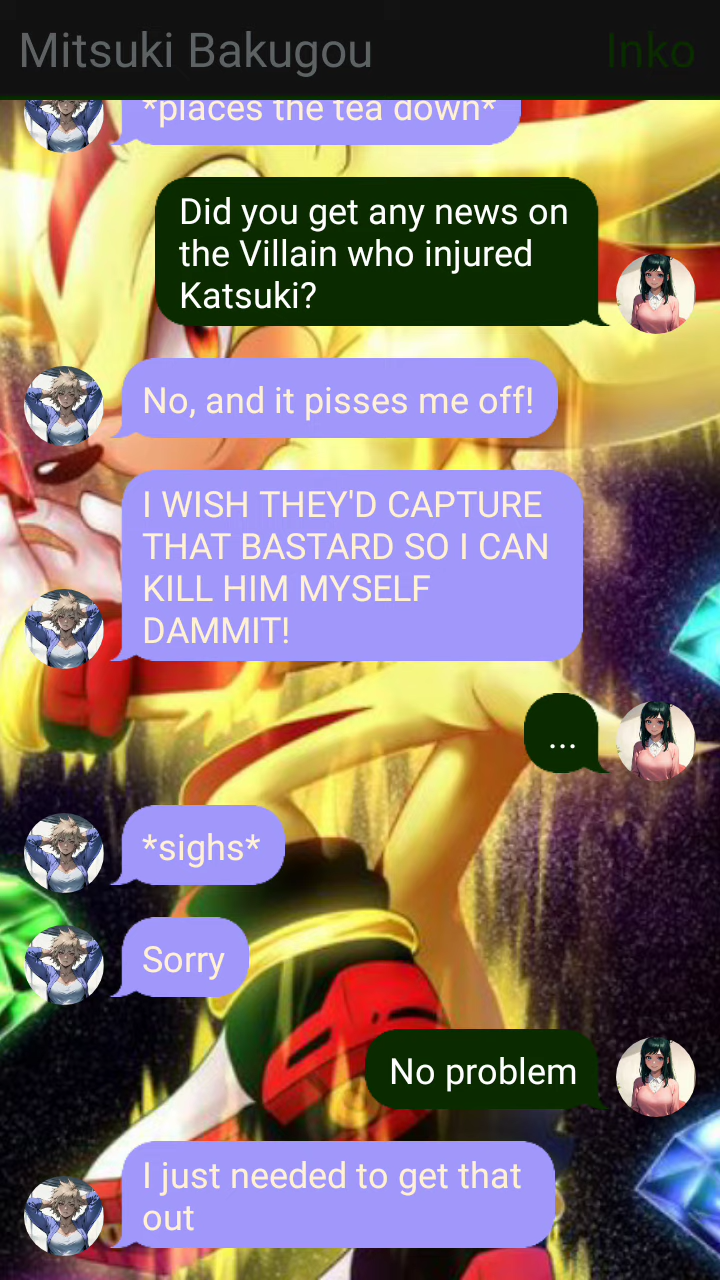 Mitsuki Bakugou
Inko
*places the tea down*
Did you get any news on
the Villain who injured
Katsuki?
No, and it pisses me off!
I WISH THEY'D CAPTURE
THAT BASTARD SO I CAN
KILL HIM MYSELF
DAMMIT!
...
*sighs*
Sorry
No problem
I just needed to get that
out